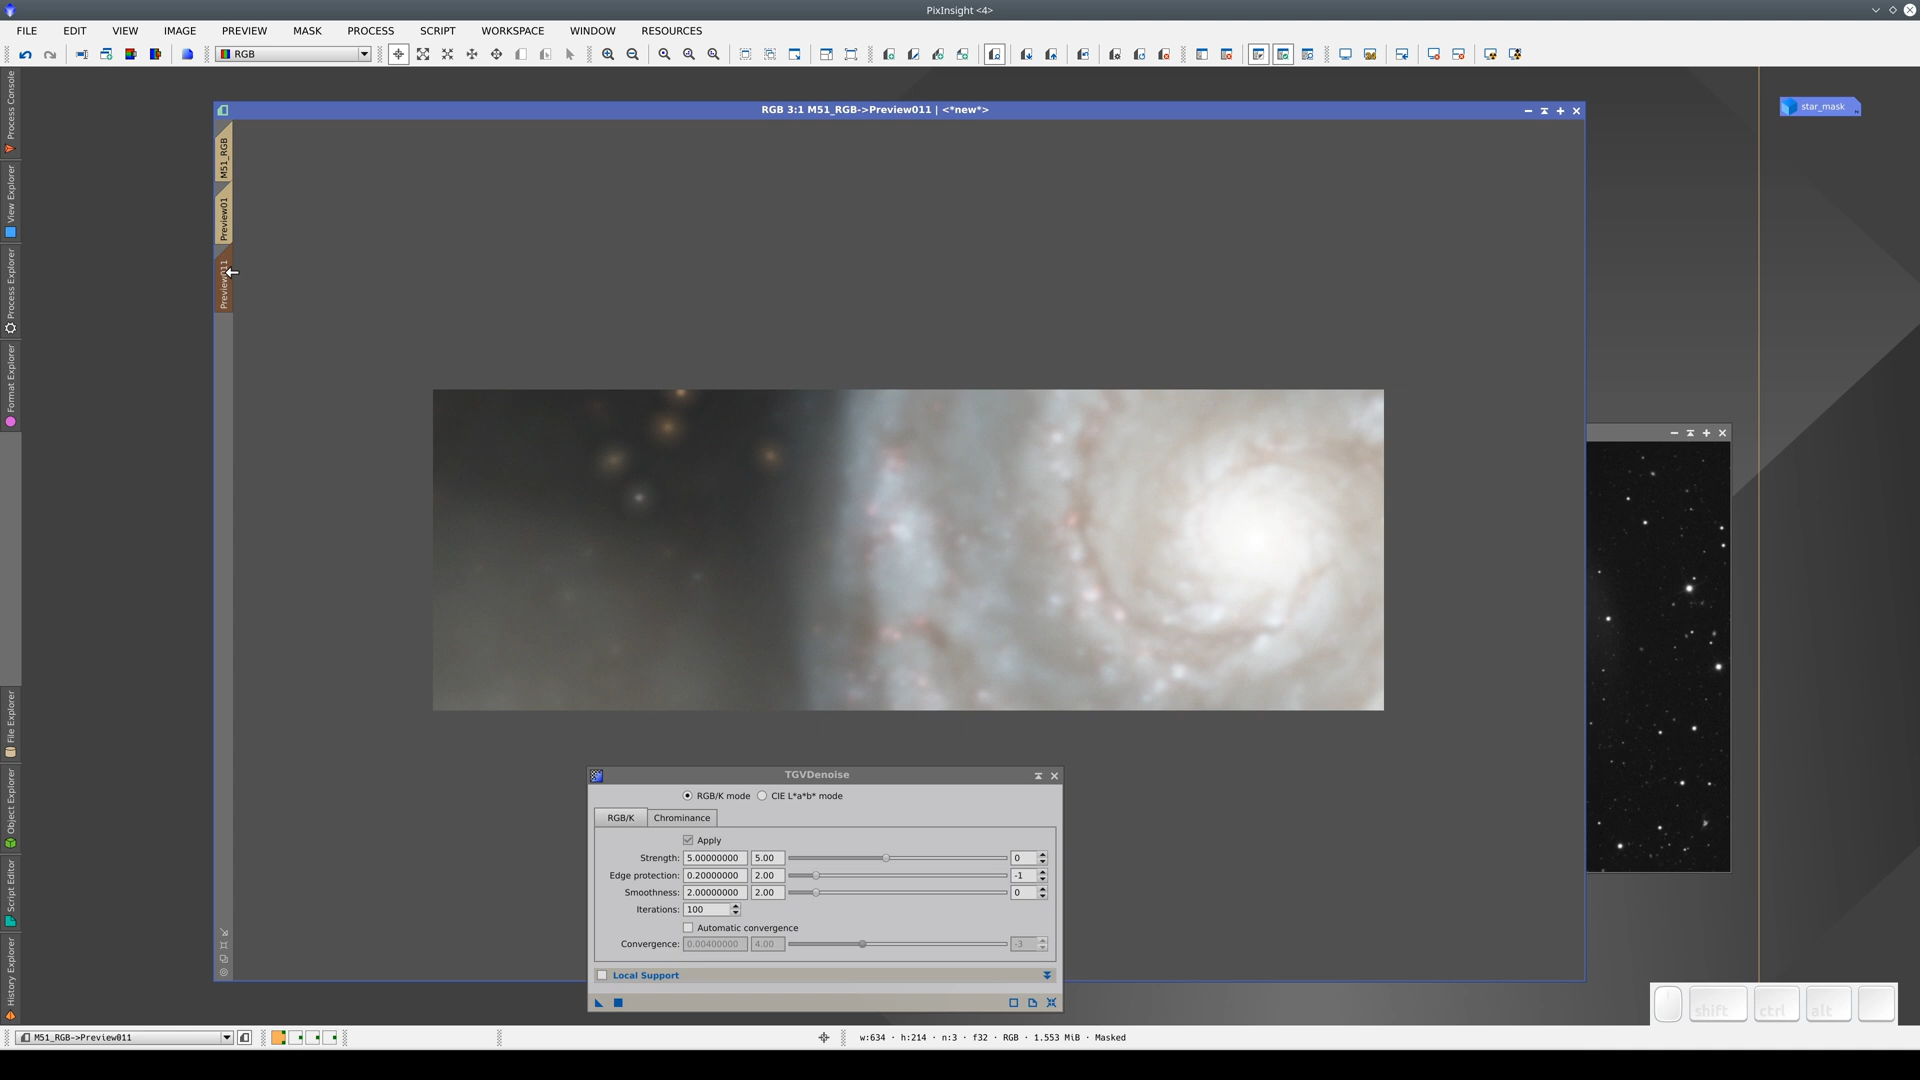 PixInsight <4>
FILE EDIT VIEW IMAGE PREVIEW MASK PROCESS SCRIPT WORKSPACE WINDOW RESOURCES
RGB
Process Console
View Explorer
Process Explorer
Format Explorer
File Explorer
Object Explorer
Script Editor
History Explorer
RGB 3:1 M51_RGB->Preview011 | <*new*>
M51_RGB
Preview01
Preview011
star_mask
TGVDenoise
RGB/K mode CIE L*a*b* mode
RGB/K Chrominance
Apply
Strength: 5.00000000 5.00 0
Edge protection: 0.20000000 2.00 -1
Smoothness: 2.00000000 2.00 0
Iterations: 100
Automatic convergence
Convergence: 0.00400000 4.00 -3
Local Support
shift ctrl alt
M51_RGB->Preview011
w:634 · h:214 · n:3 · f32 · RGB · 1.553 MiB · Masked